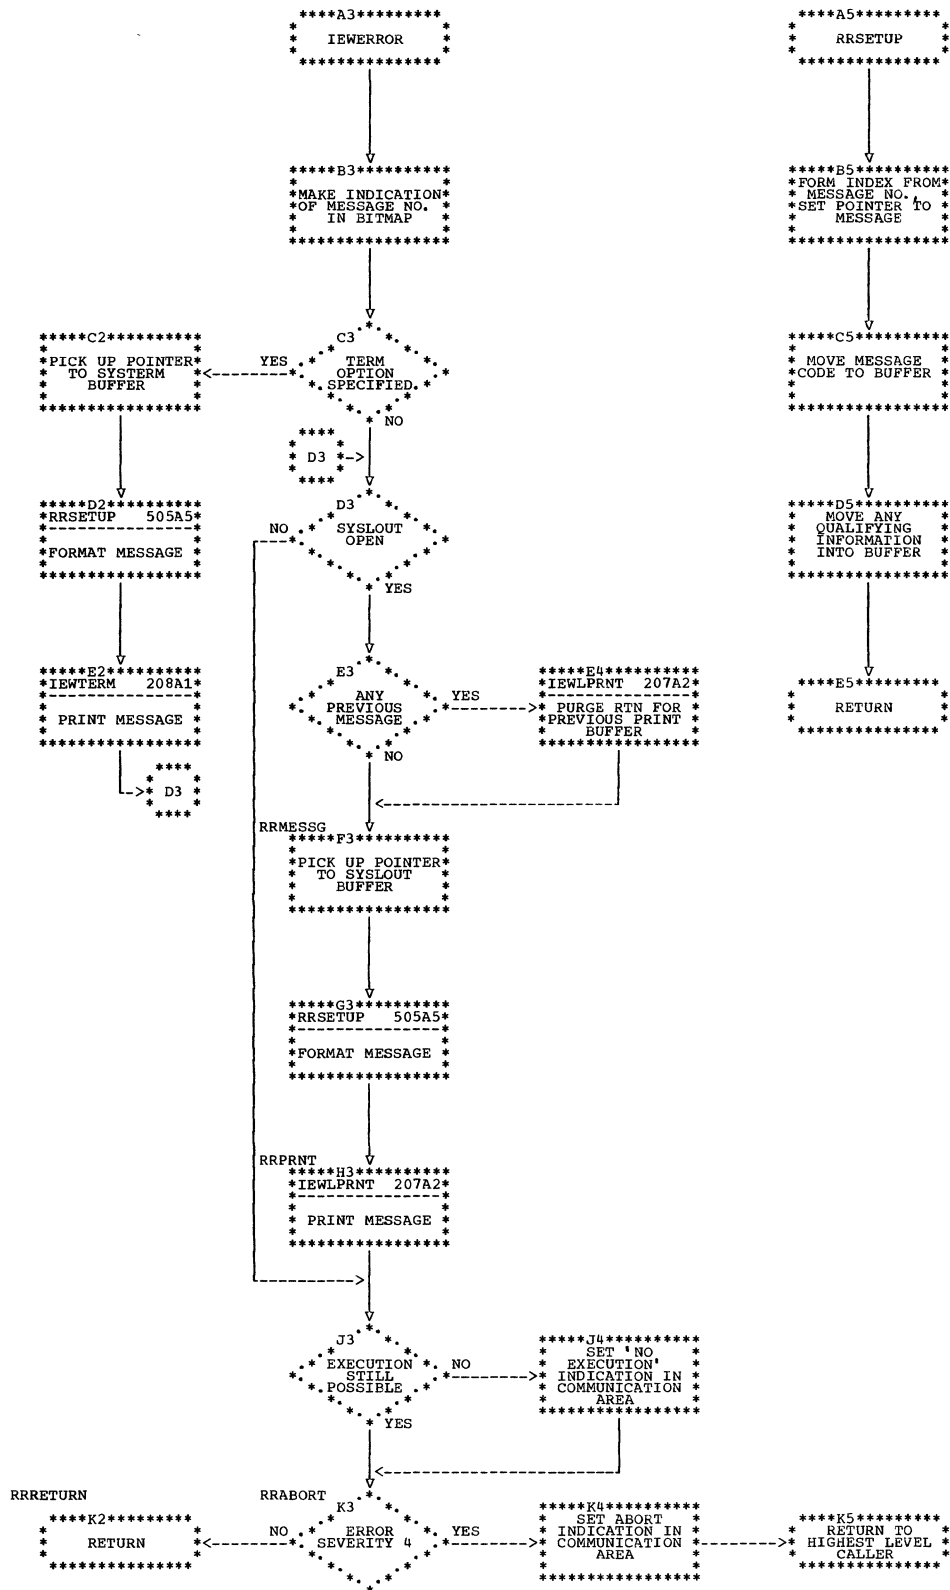 A3
IEWERROR
A5
RRSETUP
B3
MAKE INDICATION
OF MESSAGE NO.
IN BITMAP
B5
FORM INDEX FROM
MESSAGE NO.,
SET POINTER TO
MESSAGE
C2
PICK UP POINTER
TO SYSTERM
BUFFER
YES
C3
TERM
OPTION
SPECIFIED
NO
C5
MOVE MESSAGE
CODE TO BUFFER
D3
D2
RRSETUP 505A5
FORMAT MESSAGE
NO
D3
SYSLOUT
OPEN
YES
D5
MOVE ANY
QUALIFYING
INFORMATION
INTO BUFFER
E2
IEWTERM 208A1
PRINT MESSAGE
E3
ANY
PREVIOUS
MESSAGE
YES
NO
E4
IEWLPRNT 207A2
PURGE RTN FOR
PREVIOUS PRINT
BUFFER
E5
RETURN
D3
RRMESSG
F3
PICK UP POINTER
TO SYSLOUT
BUFFER
G3
RRSETUP 505A5
FORMAT MESSAGE
RRPRNT
H3
IEWLPRNT 207A2
PRINT MESSAGE
J3
EXECUTION
STILL
POSSIBLE
NO
YES
J4
SET 'NO
EXECUTION'
INDICATION IN
COMMUNICATION
AREA
RRRETURN
K2
RETURN
RRABORT
NO
K3
ERROR
SEVERITY 4
YES
K4
SET ABORT
INDICATION IN
COMMUNICATION
AREA
K5
RETURN TO
HIGHEST LEVEL
CALLER